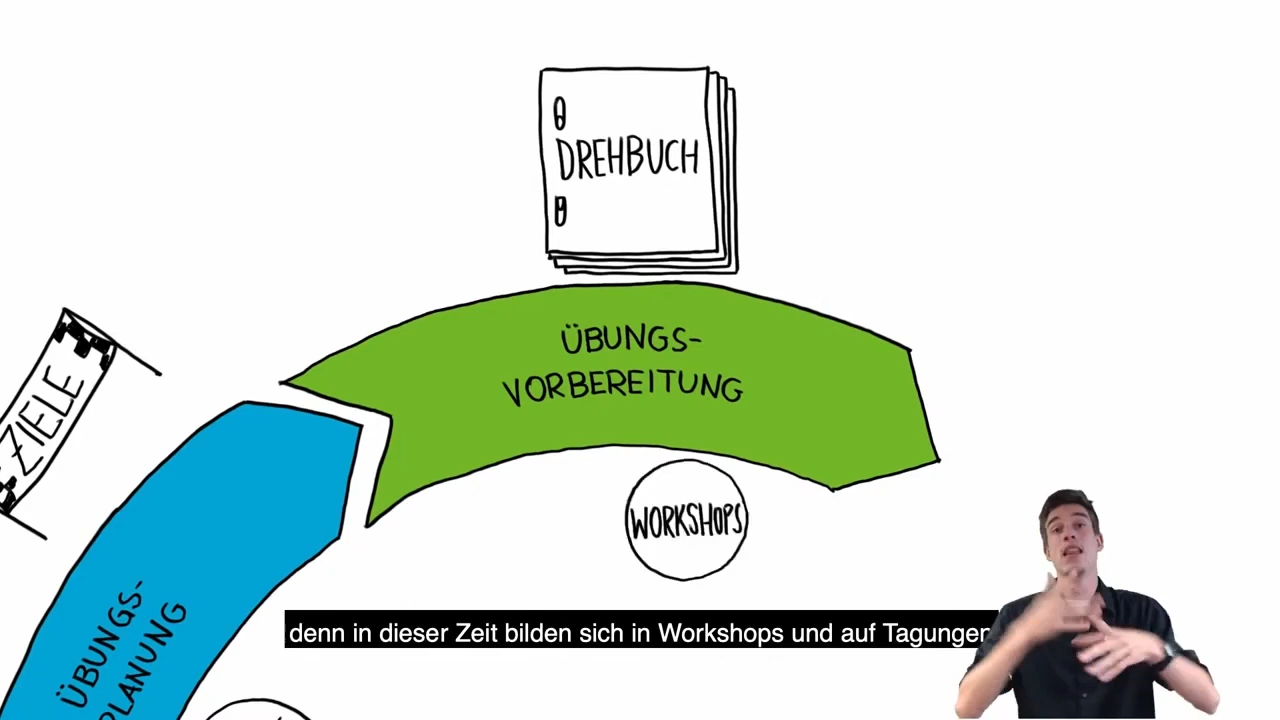 DREHBUCH
ÜBUNGS-
VORBEREITUNG
ZIELE
WORKSHOPS
ÜBUNGS-
PLANUNG
denn in dieser Zeit bilden sich in Workshops und auf Tagungen